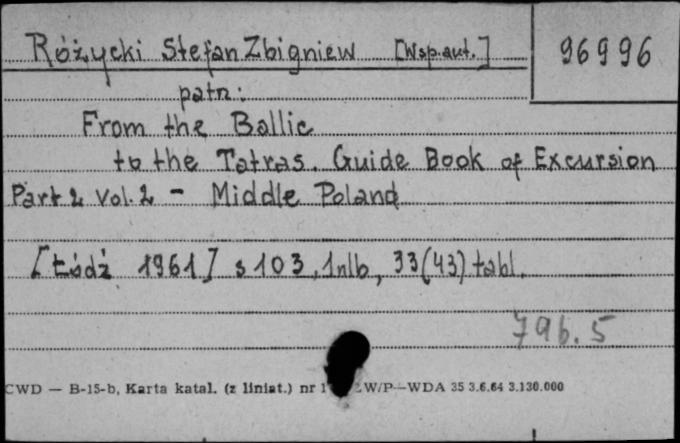 Różycki Stefan Zbigniew [Wsp.aut.] 96996
patrz:
From the Baltic
to the Tatras. Guide Book of Excursion
Part 2 Vol. 2 - Middle Poland
[Łódź 1961] s 103, 1nlb, 33(43) tabl.
796.5
CWD — B-15-b, Karta katal. (z liniat.) nr 1 ZW/P—WDA 35 3.6.64 3.130.000